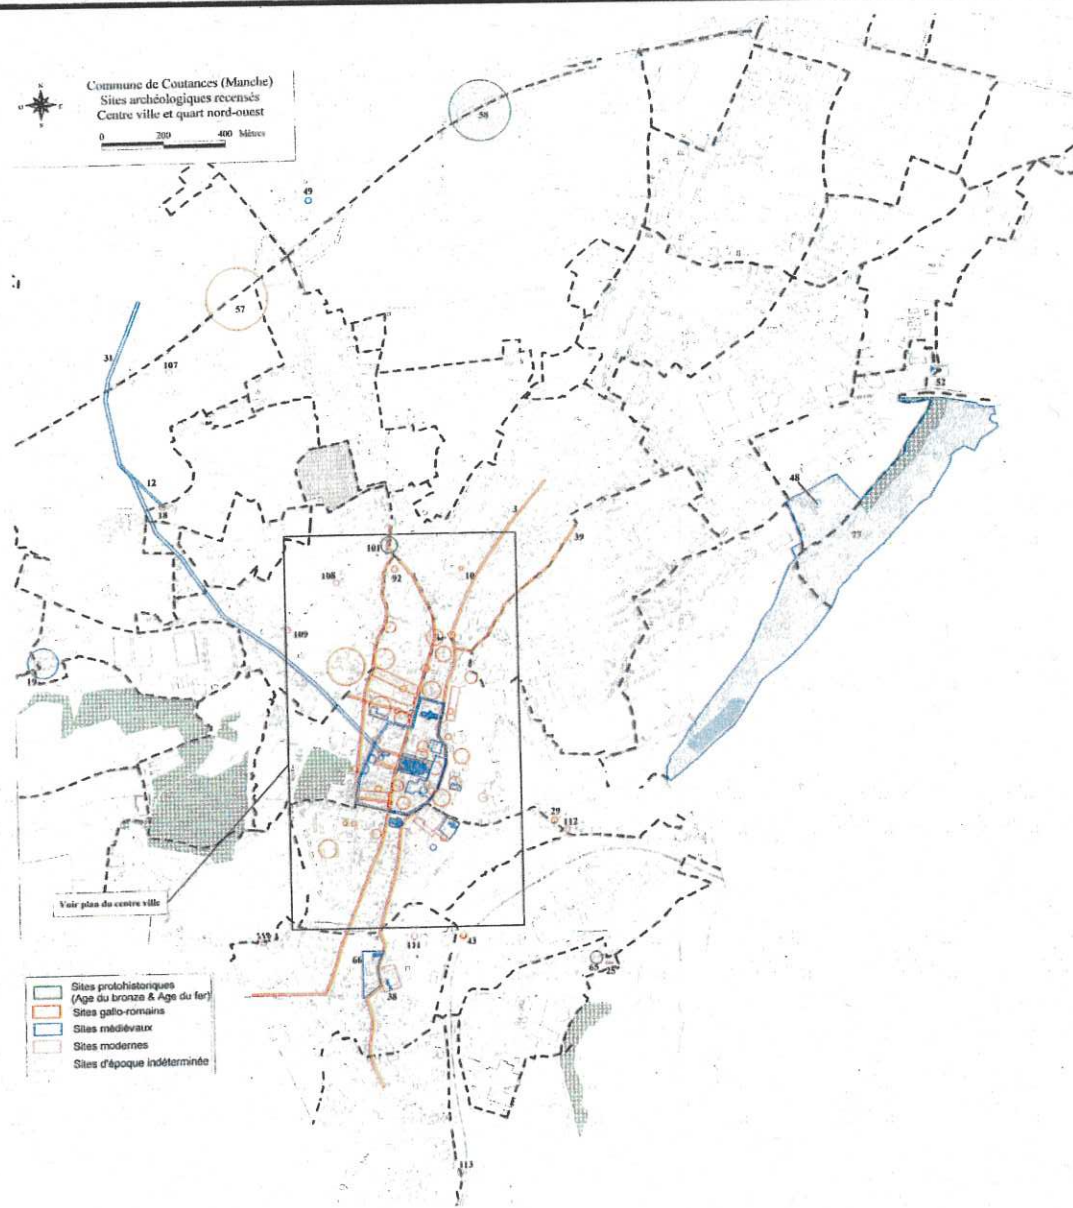 N
O
E
S
Commune de Coutances (Manche)
Sites archéologiques recensés
Centre ville et quart nord-ouest
0 200 400 Mètres
58
49
57
31
107
52
12
48
18
3
77
39
101
108
92
10
109
19
29
112
Voir plan du centre ville
111
43
66
65
25
38
Sites protohistoriques
(Age du bronze & Age du fer)
Sites gallo-romains
Sites médiévaux
Sites modernes
Sites d'époque indéterminée
113